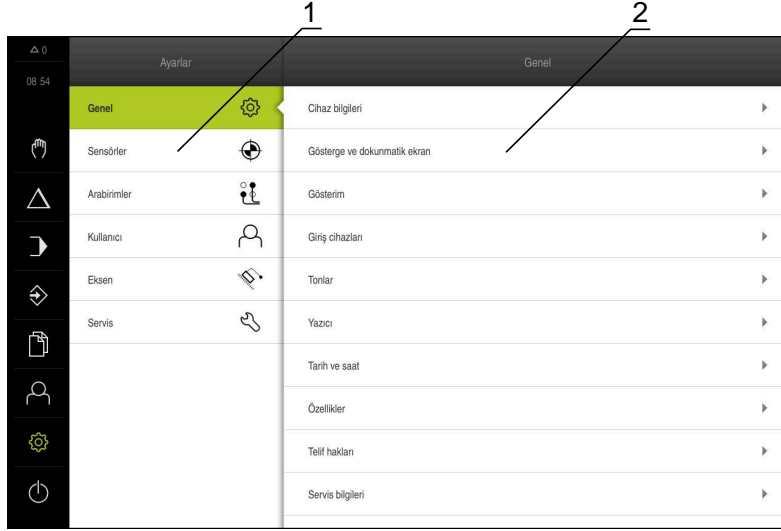 1
2
0
Ayarlar
Genel
08 54
Genel
Cihaz bilgileri
Sensörler
Gösterge ve dokunmatik ekran
Arabirimler
Gösterim
Kullanıcı
Giriş cihazları
Eksen
Tonlar
Servis
Yazıcı
Tarih ve saat
Özellikler
Telif hakları
Servis bilgileri